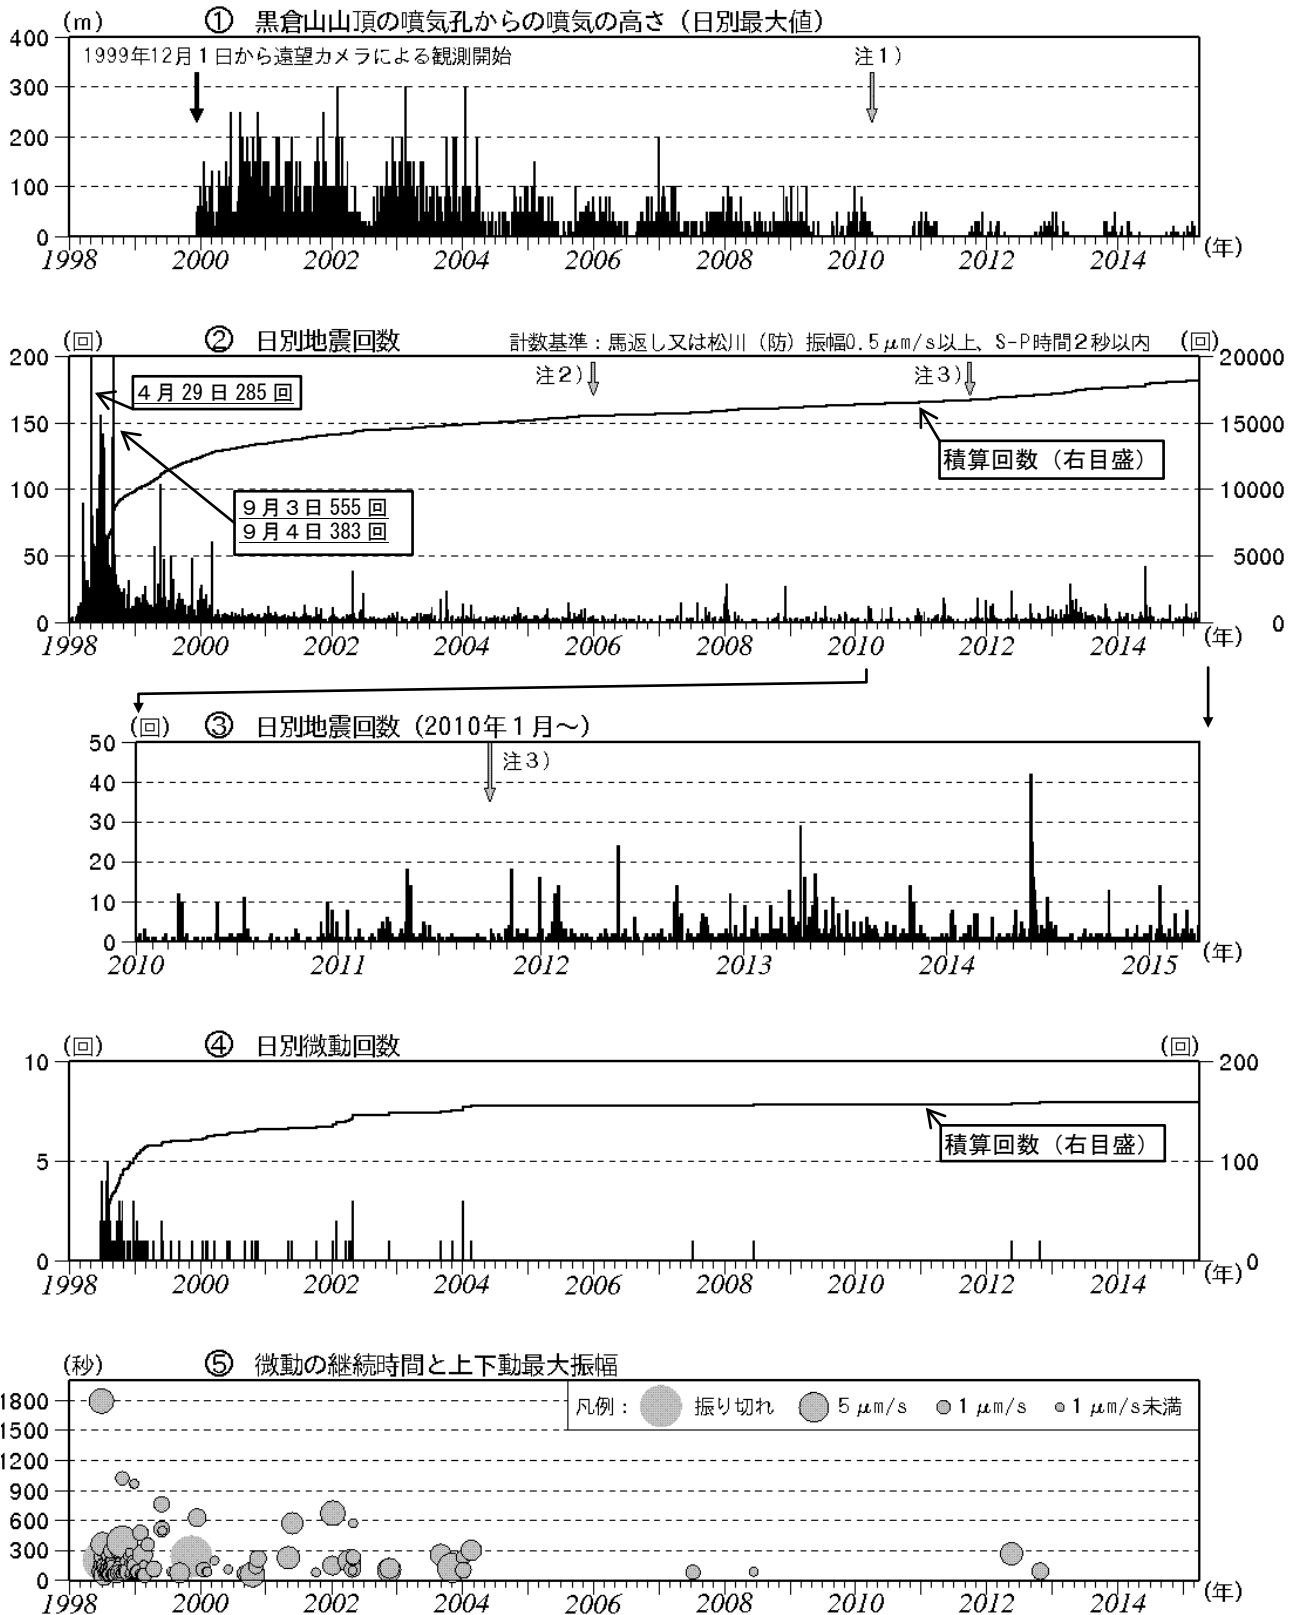 ① 黒倉山山頂の噴気孔からの噴気の高さ（日別最大値）
(m)
1999年12月1日から遠望カメラによる観測開始
注1)
400
300
200
100
0
1998 2000 2002 2004 2006 2008 2010 2012 2014 (年)
(回) ② 日別地震回数 計数基準：馬返し又は松川（防）振幅0.5μm/s以上、S-P時間2秒以内 (回)
注2) 注3)
4月29日285回
積算回数（右目盛）
9月3日555回
9月4日383回
200 20000
150 15000
100 10000
50 5000
0 0
1998 2000 2002 2004 2006 2008 2010 2012 2014 (年)
(回) ③ 日別地震回数（2010年1月～）
注3)
50
40
30
20
10
0
2010 2011 2012 2013 2014 2015 (年)
(回) ④ 日別微動回数 (回)
積算回数（右目盛）
10 200
5 100
0 0
1998 2000 2002 2004 2006 2008 2010 2012 2014 (年)
(秒) ⑤ 微動の継続時間と上下動最大振幅
凡例： 振り切れ 5μm/s 1μm/s 1μm/s未満
1800
1500
1200
900
600
300
0
1998 2000 2002 2004 2006 2008 2010 2012 2014 (年)